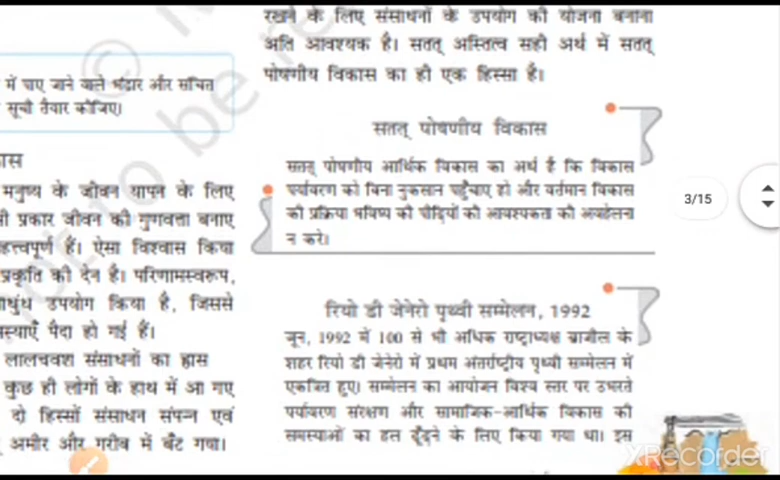 में पाए जाने वाले भंडार और संचित
सूची तैयार कीजिए।
मनुष्य के जीवन यापन के लिए
प्रकार जीवन की गुणवत्ता बनाए
ऐसा विश्वास किया
प्रकृति की देन है। परिणामस्वरूप,
उपयोग किया है, जिससे
पैदा हो गई हैं।
लालचवश संसाधनों का ह्रास
कुछ ही लोगों के हाथ में आ गए
दो हिस्सों संसाधन संपन्न एवं
अमीर और गरीब में बँट गया।
रखने के लिए संसाधनों के उपयोग की योजना बनाना
अति आवश्यक है। सतत् अस्तित्व सही अर्थ में सतत्
पोषणीय विकास का ही एक हिस्सा है।
सतत् पोषणीय विकास
सतत् पोषणीय आर्थिक विकास का अर्थ है कि विकास
पर्यावरण को बिना नुकसान पहुँचाए हो और वर्तमान विकास
की प्रक्रिया भविष्य की पीढ़ियों की आवश्यकता की अवहेलना
न करे।
रियो डी जेनेरो पृथ्वी सम्मेलन, 1992
जून, 1992 में 100 से भी अधिक राष्ट्राध्यक्ष ब्राजील के
शहर रियो डी जेनेरो में प्रथम अंतर्राष्ट्रीय पृथ्वी सम्मेलन में
एकत्रित हुए। सम्मेलन का आयोजन विश्व स्तर पर उभरते
पर्यावरण संरक्षण और सामाजिक-आर्थिक विकास की
समस्याओं का हल ढूँढ़ने के लिए किया गया था। इस
3/15
XRecorder